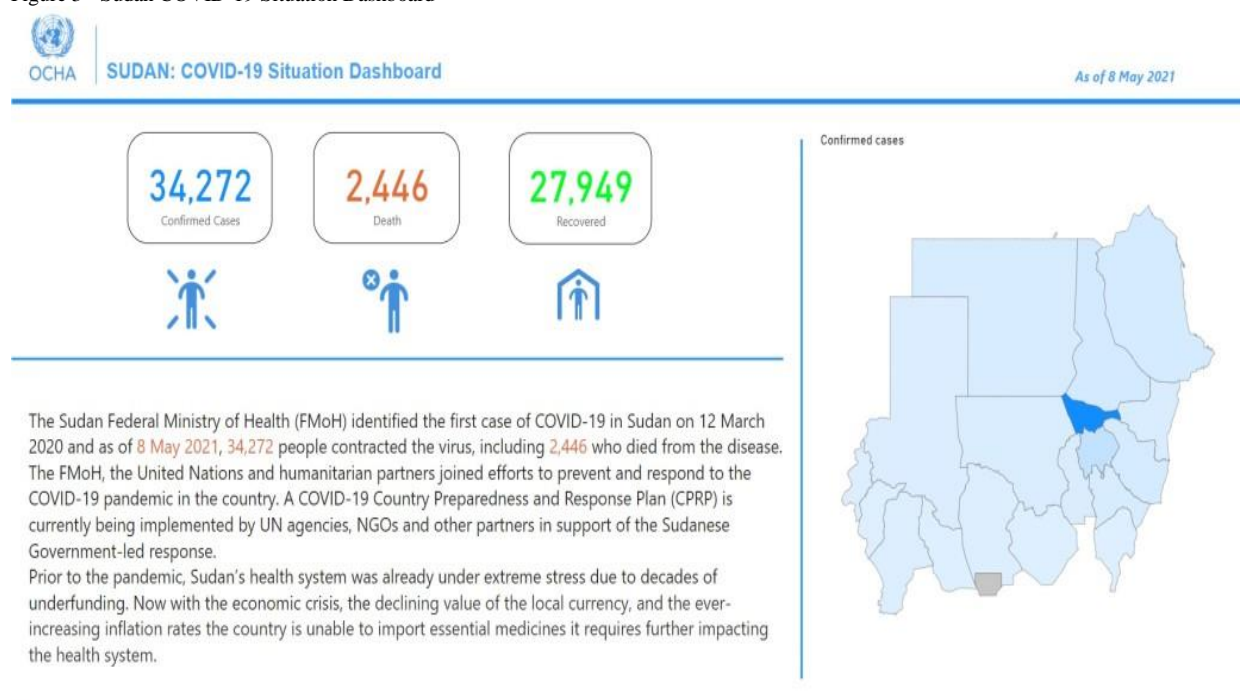 OCHA
SUDAN: COVID-19 Situation Dashboard
As of 8 May 2021
34,272
Confirmed Cases
2,446
Death
27,949
Recovered
The Sudan Federal Ministry of Health (FMoH) identified the first case of COVID-19 in Sudan on 12 March
2020 and as of 8 May 2021, 34,272 people contracted the virus, including 2,446 who died from the disease.
The FMoH, the United Nations and humanitarian partners joined efforts to prevent and respond to the
COVID-19 pandemic in the country. A COVID-19 Country Preparedness and Response Plan (CPRP) is
currently being implemented by UN agencies, NGOs and other partners in support of the Sudanese
Government-led response.
Prior to the pandemic, Sudan's health system was already under extreme stress due to decades of
underfunding. Now with the economic crisis, the declining value of the local currency, and the ever-
increasing inflation rates the country is unable to import essential medicines it requires further impacting
the health system.
Confirmed cases